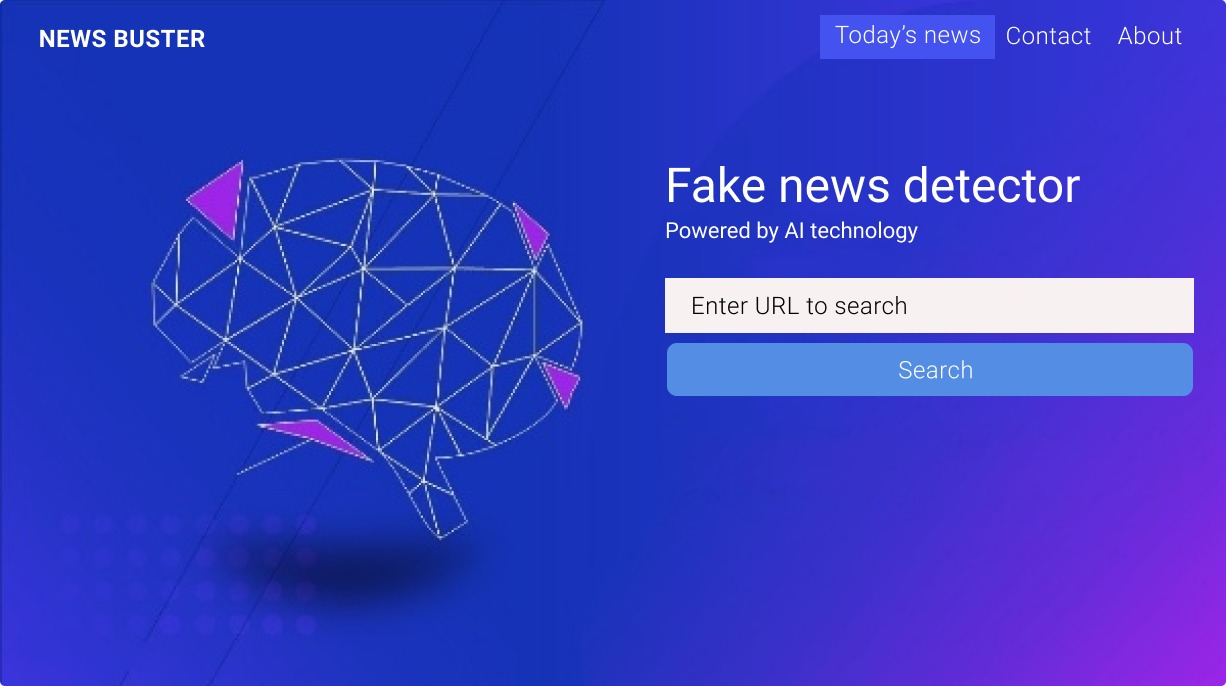 NEWS BUSTER
Today’s news
Contact
About
Fake news detector
Powered by AI technology
Enter URL to search
Search